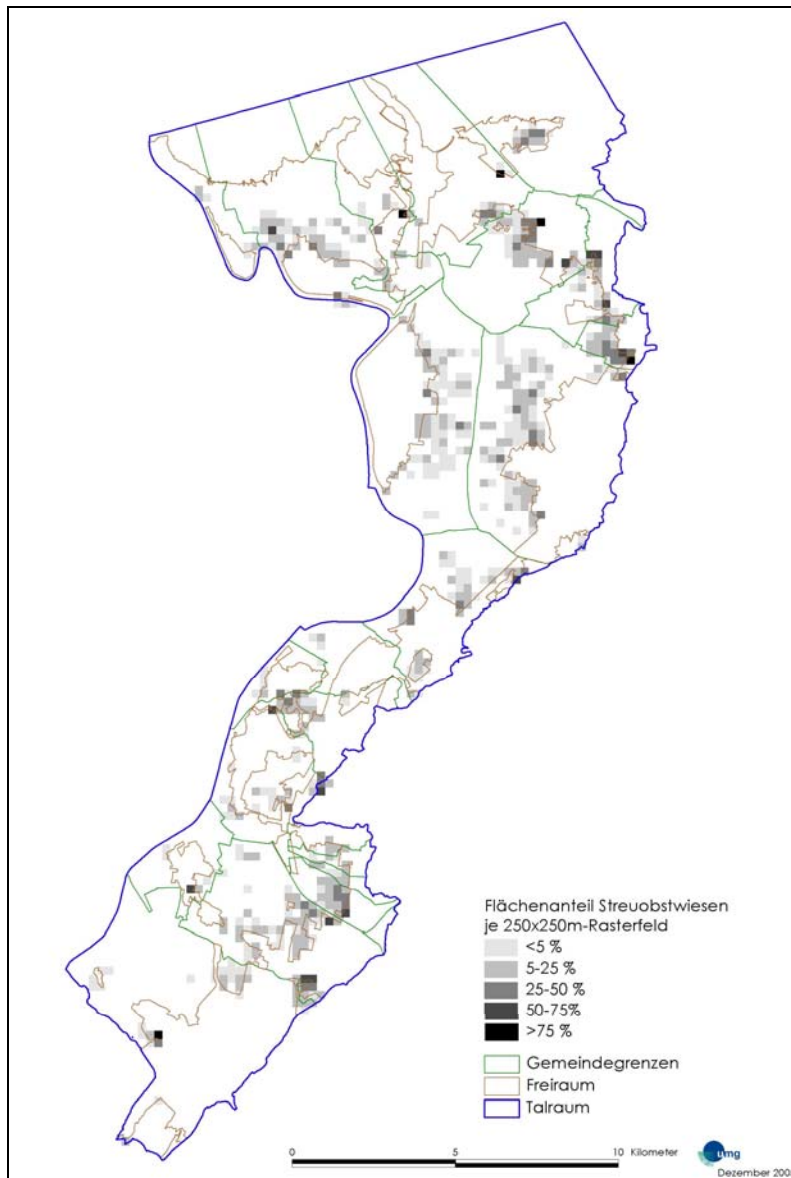 Flächenanteil Streuobstwiesen
je 250x250m-Rasterfeld
<5 %
5-25 %
25-50 %
50-75%
>75 %
Gemeindegrenzen
Freiraum
Talraum
0 5 10 Kilometer
umg
Dezember